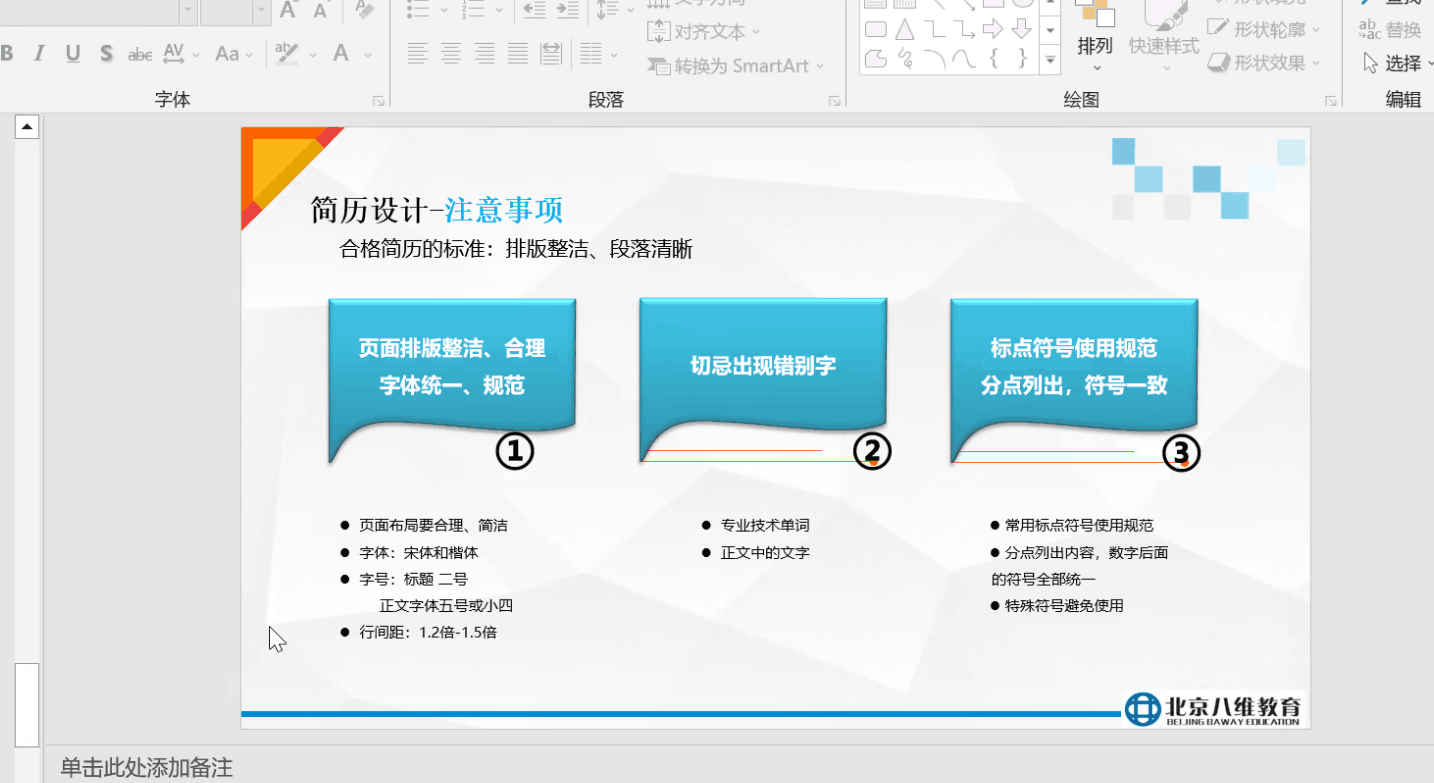 文字方向
形状填充
查找
B I U S abc AV Aa A
对齐文本
转换为 SmartArt
排列
快速样式
形状轮廓
形状效果
替换
选择
字体
段落
绘图
编辑
简历设计-注意事项
合格简历的标准：排版整洁、段落清晰
页面排版整洁、合理
字体统一、规范
①
切忌出现错别字
②
标点符号使用规范
分点列出，符号一致
③
● 页面布局要合理、简洁
● 字体：宋体和楷体
● 字号：标题 二号
正文字体五号或小四
● 行间距：1.2倍-1.5倍
● 专业技术单词
● 正文中的文字
● 常用标点符号使用规范
● 分点列出内容，数字后面
的符号全部统一
● 特殊符号避免使用
北京八维教育
BEIJING BAWAY EDUCATION
单击此处添加备注